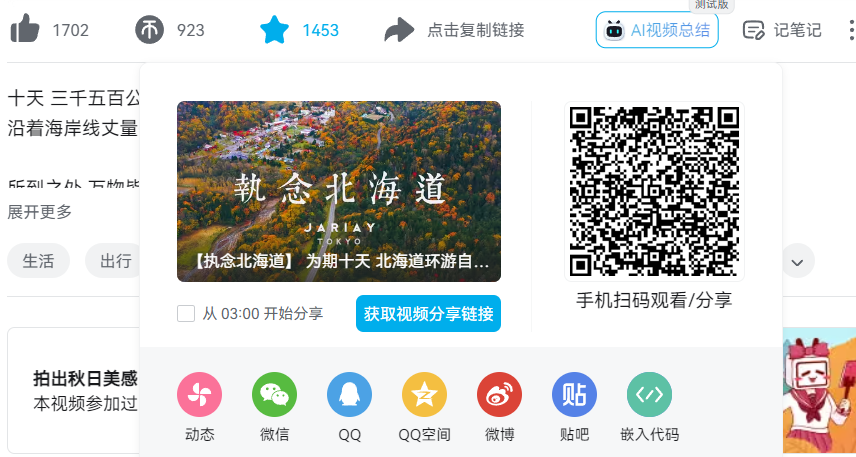 测试版
1702
923
1453
点击复制链接
AI视频总结
记笔记
十天 三千五百公
沿着海岸线丈量
所到之处 万物皆
展开更多
生活
出行
執念北海道
JARIAY
TOKYO
【执念北海道】 为期十天 北海道环游自...
从 03:00 开始分享
获取视频分享链接
手机扫码观看/分享
拍出秋日美感
本视频参加过
贴
动态
微信
QQ
QQ空间
微博
贴吧
嵌入代码